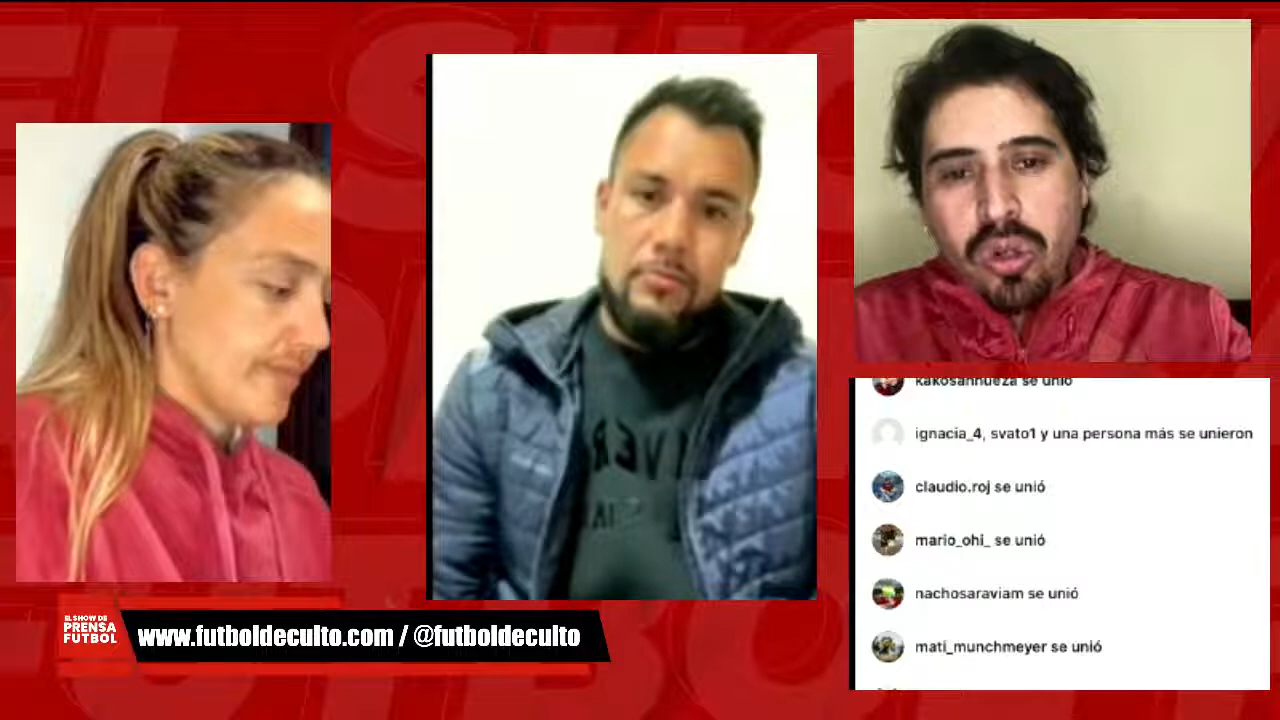 kakosanhueza se unió
ignacia_4, svato1 y una persona más se unieron
claudio.roj se unió
mario_ohi_ se unió
nachosaraviam se unió
mati_munchmeyer se unió
EL SHOW DE
PRENSA
FUTBOL
www.futboldeculto.com / @futboldeculto